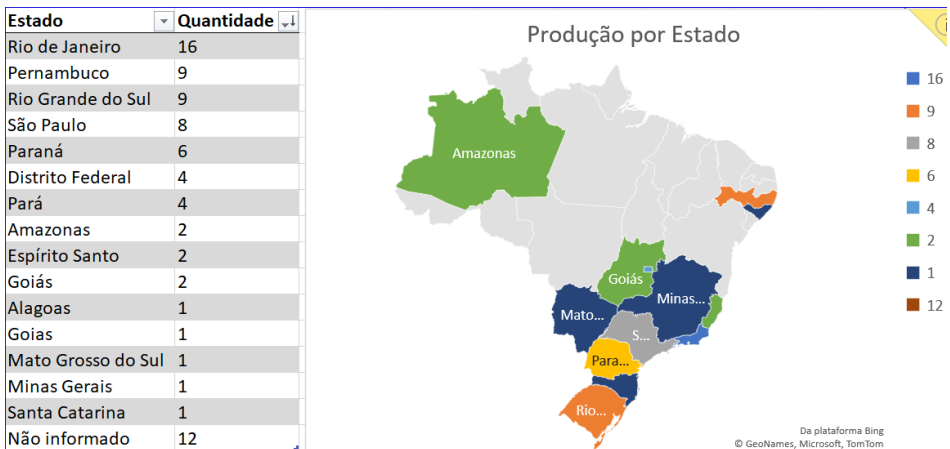 Estado Quantidade
Rio de Janeiro 16
Pernambuco 9
Rio Grande do Sul 9
São Paulo 8
Paraná 6
Distrito Federal 4
Pará 4
Amazonas 2
Espírito Santo 2
Goiás 2
Alagoas 1
Goias 1
Mato Grosso do Sul 1
Minas Gerais 1
Santa Catarina 1
Não informado 12
Produção por Estado
Amazonas
Goiás
Minas...
Mato...
S...
Para...
Rio...
16
9
8
6
4
2
1
12
Da plataforma Bing
© GeoNames, Microsoft, TomTom